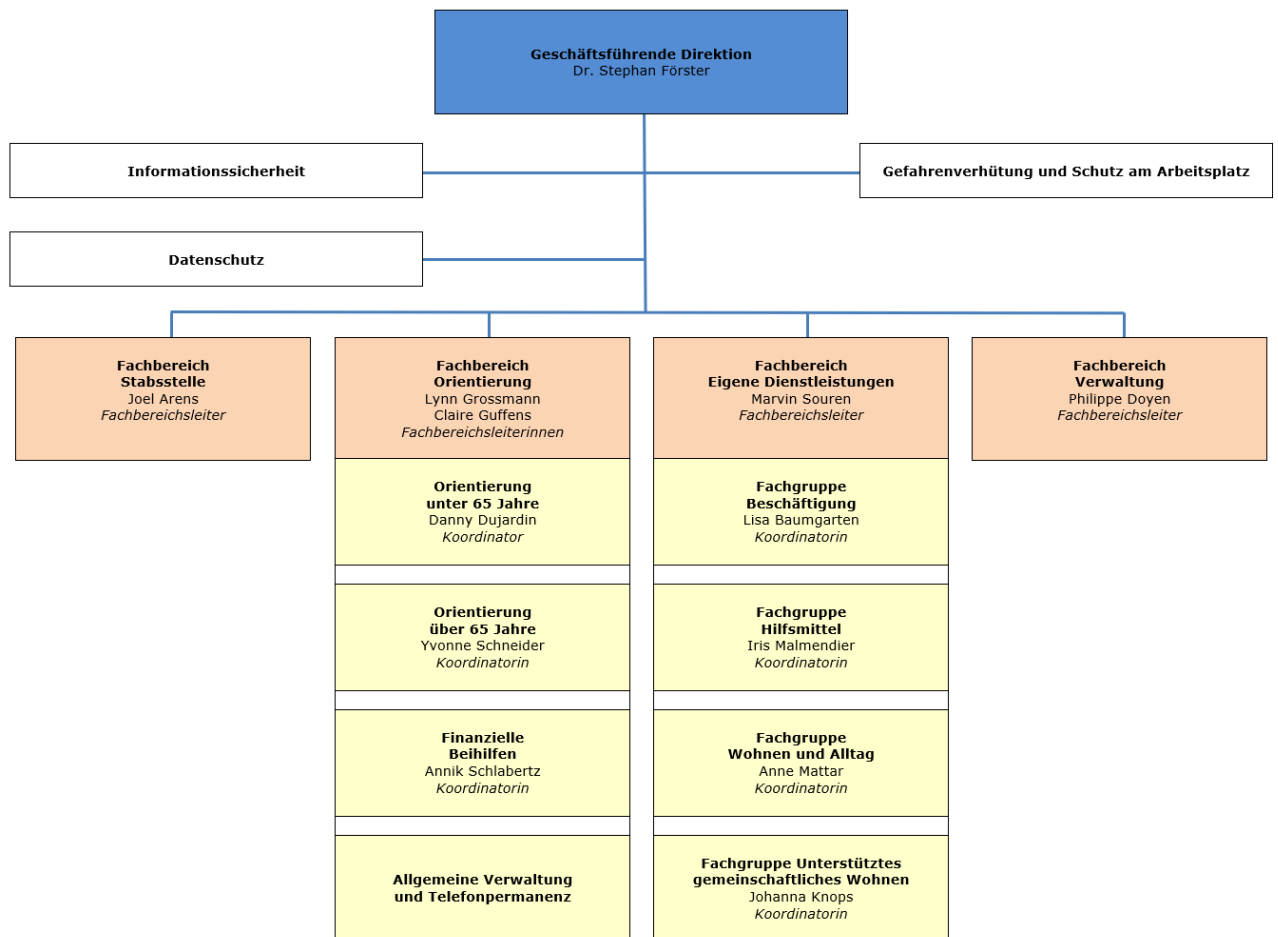 Geschäftsführende Direktion
Dr. Stephan Förster
Informationssicherheit
Gefahrenverhütung und Schutz am Arbeitsplatz
Datenschutz
Fachbereich
Stabsstelle
Joel Arens
Fachbereichsleiter
Fachbereich
Orientierung
Lynn Grossmann
Claire Guffens
Fachbereichsleiterinnen
Orientierung
unter 65 Jahre
Danny Dujardin
Koordinator
Orientierung
über 65 Jahre
Yvonne Schneider
Koordinatorin
Finanzielle
Beihilfen
Annik Schlabertz
Koordinatorin
Allgemeine Verwaltung
und Telefonpermanenz
Fachbereich
Eigene Dienstleistungen
Marvin Souren
Fachbereichsleiter
Fachgruppe
Beschäftigung
Lisa Baumgarten
Koordinatorin
Fachgruppe
Hilfsmittel
Iris Malmendier
Koordinatorin
Fachgruppe
Wohnen und Alltag
Anne Mattar
Koordinatorin
Fachgruppe Unterstütztes
gemeinschaftliches Wohnen
Johanna Knops
Koordinatorin
Fachbereich
Verwaltung
Philippe Doyen
Fachbereichsleiter